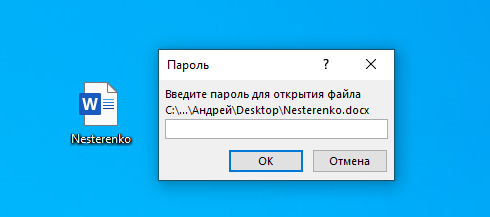 Пароль
?
Введите пароль для открытия файла
C:\...\Андрей\Desktop\Nesterenko.docx
W
Nesterenko
OK
Отмена